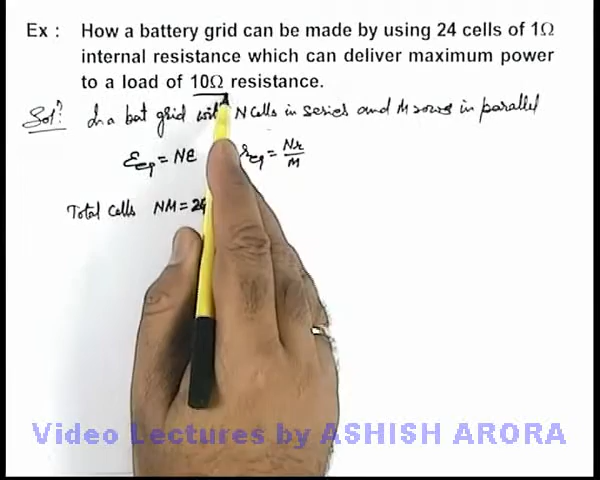 Ex : How a battery grid can be made by using 24 cells of 1Ω
internal resistance which can deliver maximum power
to a load of 10Ω resistance.
Sol? In a bat grid with N Cells in series and M rows in parallel
Eeq = NE req = Nr/M
Total Cells NM = 24
Video Lectures by ASHISH ARORA